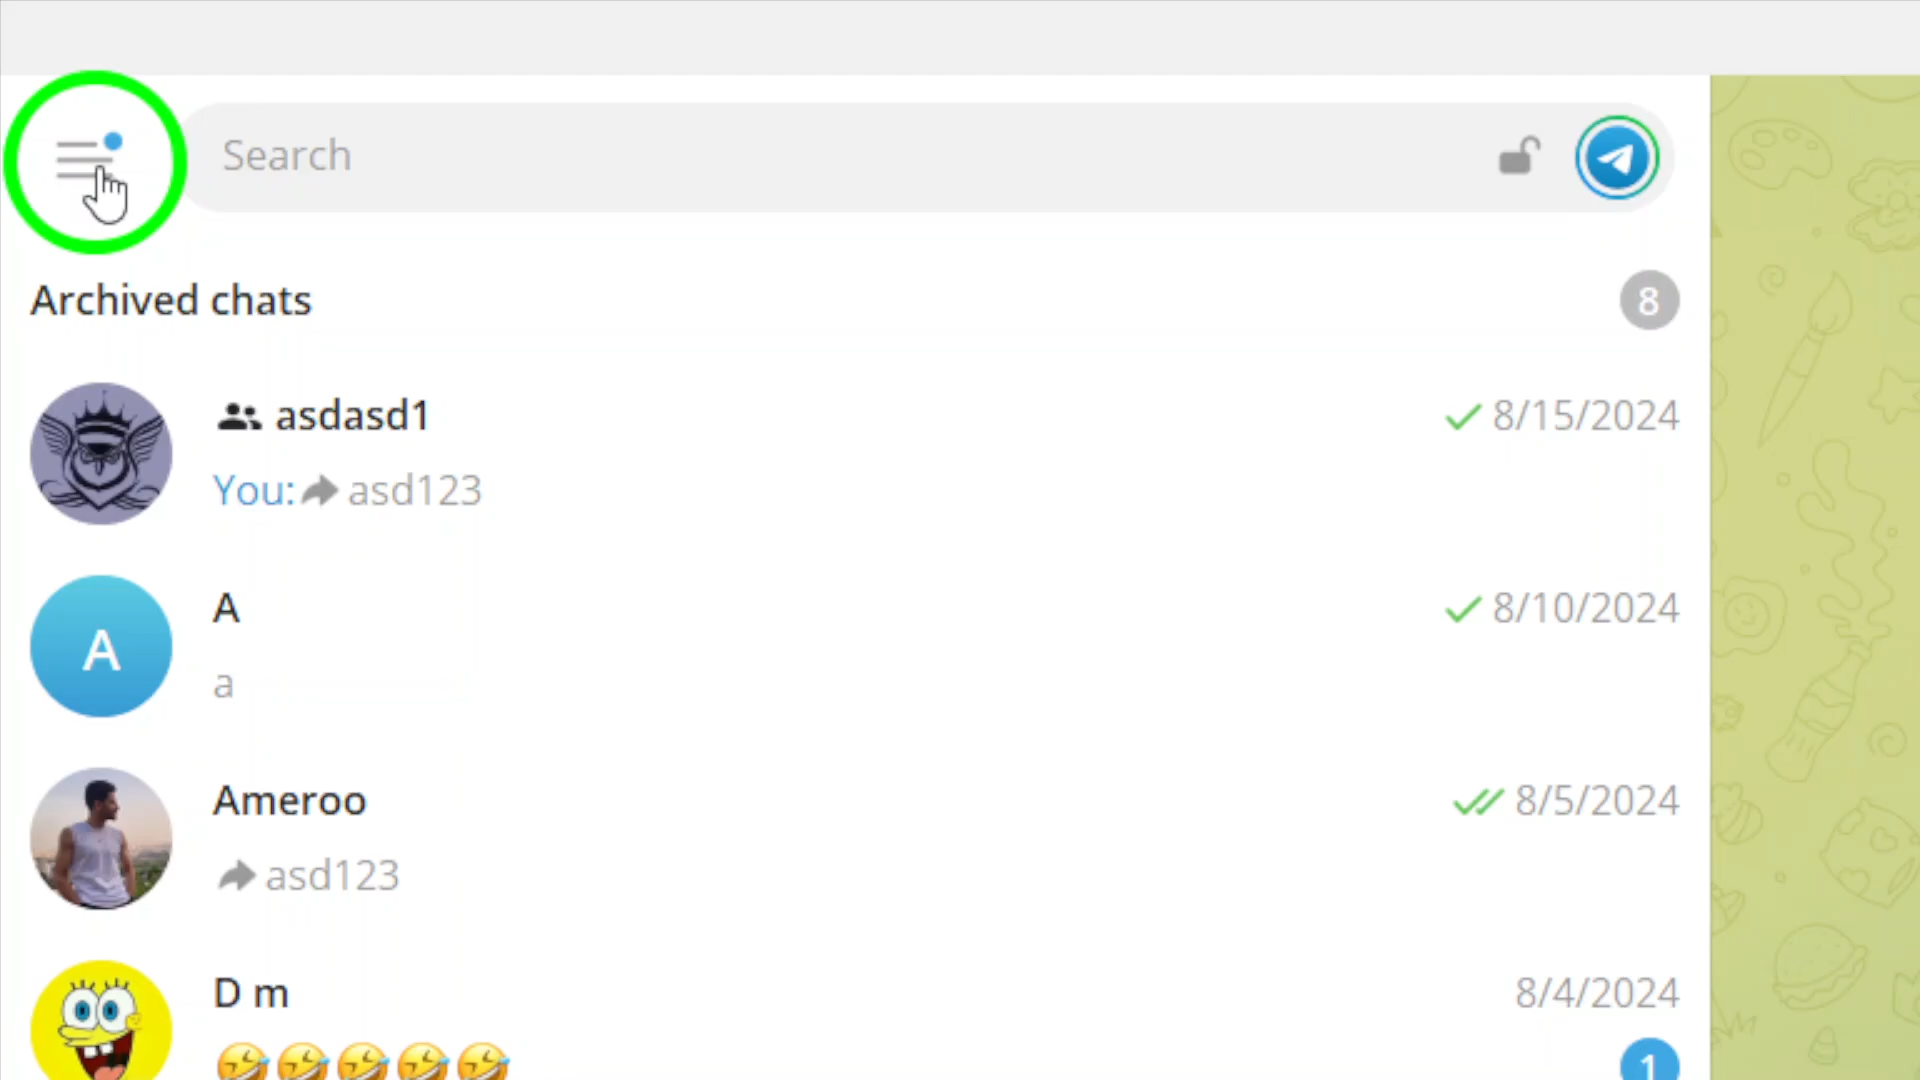 Search
Archived chats 8
asdasd1 8/15/2024
You: asd123
A 8/10/2024
A
a
Ameroo 8/5/2024
asd123
D m 8/4/2024
🤣🤣🤣🤣🤣 1